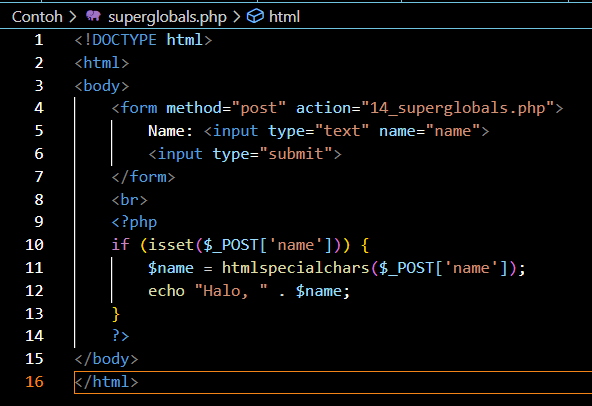 Contoh > superglobals.php > html
1 <!DOCTYPE html>
2 <html>
3 <body>
4     <form method="post" action="14_superglobals.php">
5         Name: <input type="text" name="name">
6         <input type="submit">
7     </form>
8     <br>
9     <?php
10     if (isset($_POST['name'])) {
11         $name = htmlspecialchars($_POST['name']);
12         echo "Halo, " . $name;
13     }
14     ?>
15 </body>
16 </html>